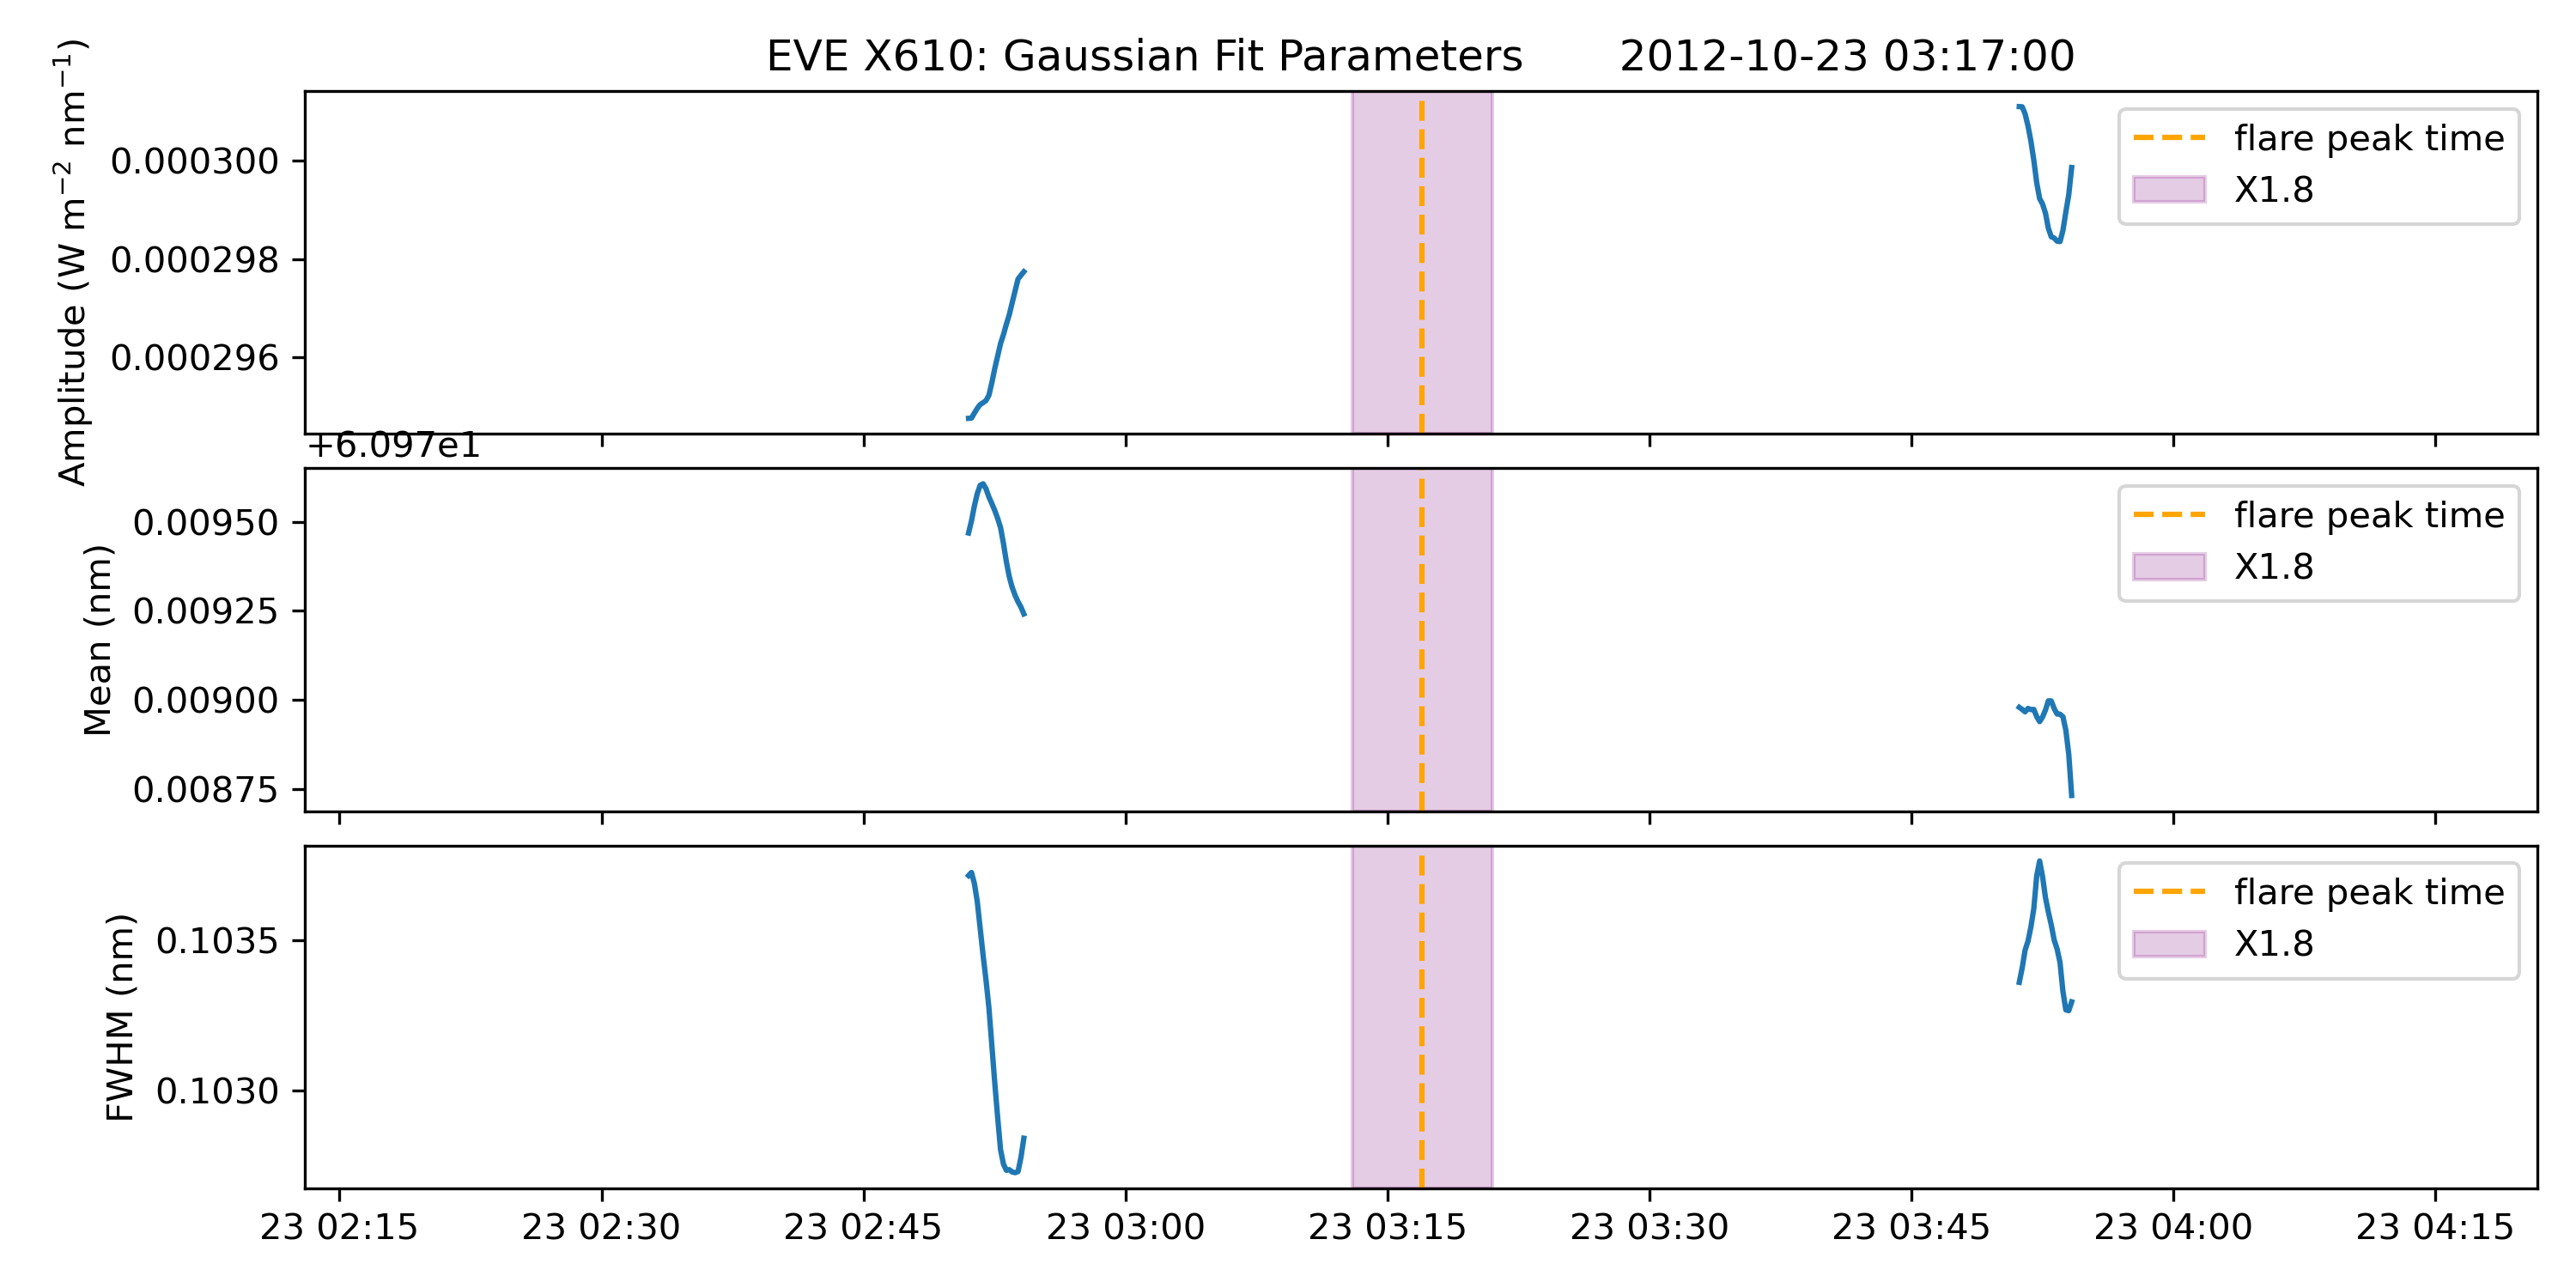 EVE X610: Gaussian Fit Parameters 2012-10-23 03:17:00
Amplitude (W m⁻² nm⁻¹)
0.000300
0.000298
0.000296
flare peak time
X1.8
+6.097e1
Mean (nm)
0.00950
0.00925
0.00900
0.00875
flare peak time
X1.8
FWHM (nm)
0.1035
0.1030
flare peak time
X1.8
23 02:15 23 02:30 23 02:45 23 03:00 23 03:15 23 03:30 23 03:45 23 04:00 23 04:15